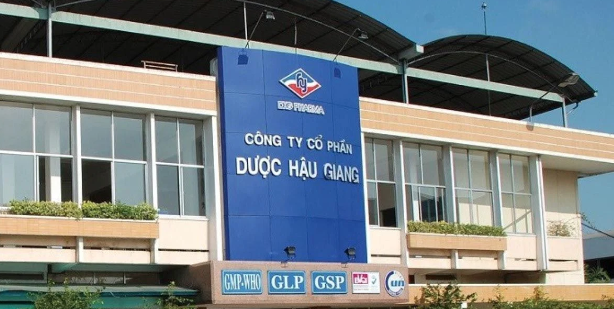 DHG PHARMA
CÔNG TY CỔ PHẦN
DƯỢC HẬU GIANG
GMP-WHO GLP GSP